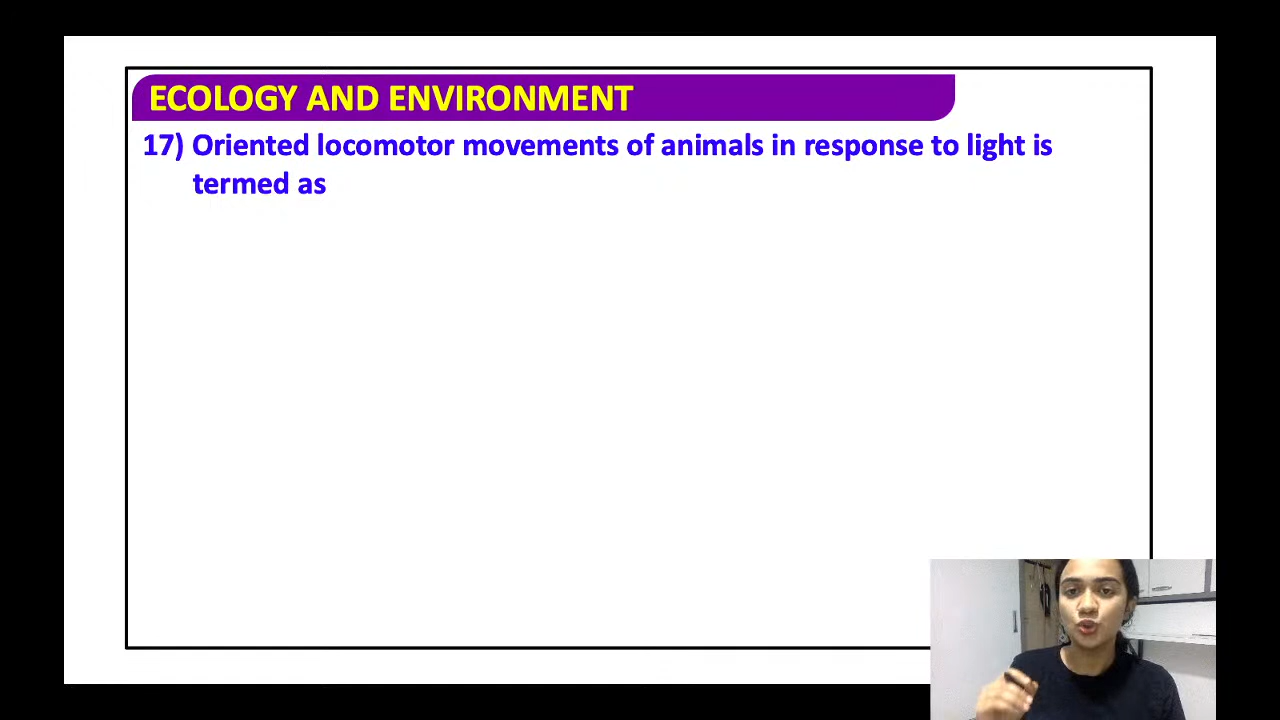 ECOLOGY AND ENVIRONMENT
17) Oriented locomotor movements of animals in response to light is
termed as